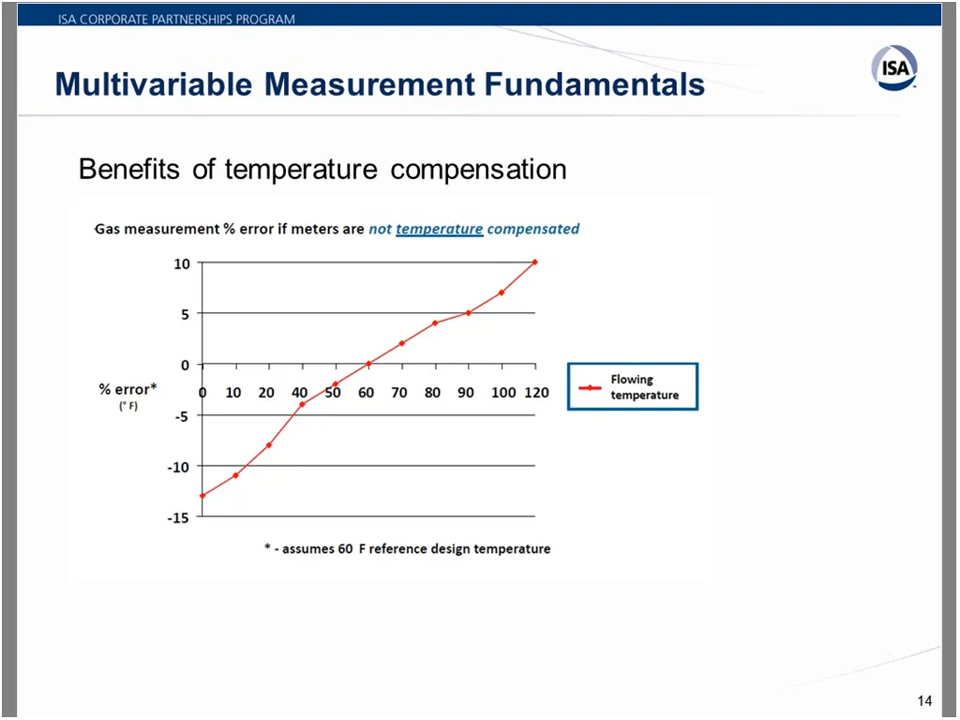 ISA CORPORATE PARTNERSHIPS PROGRAM
Multivariable Measurement Fundamentals
ISA
Benefits of temperature compensation
Gas measurement % error if meters are not temperature compensated
10
5
0
% error*
(° F)
0 10 20 40 50 60 70 80 90 100 120
-5
-10
-15
Flowing
temperature
* - assumes 60 F reference design temperature
14